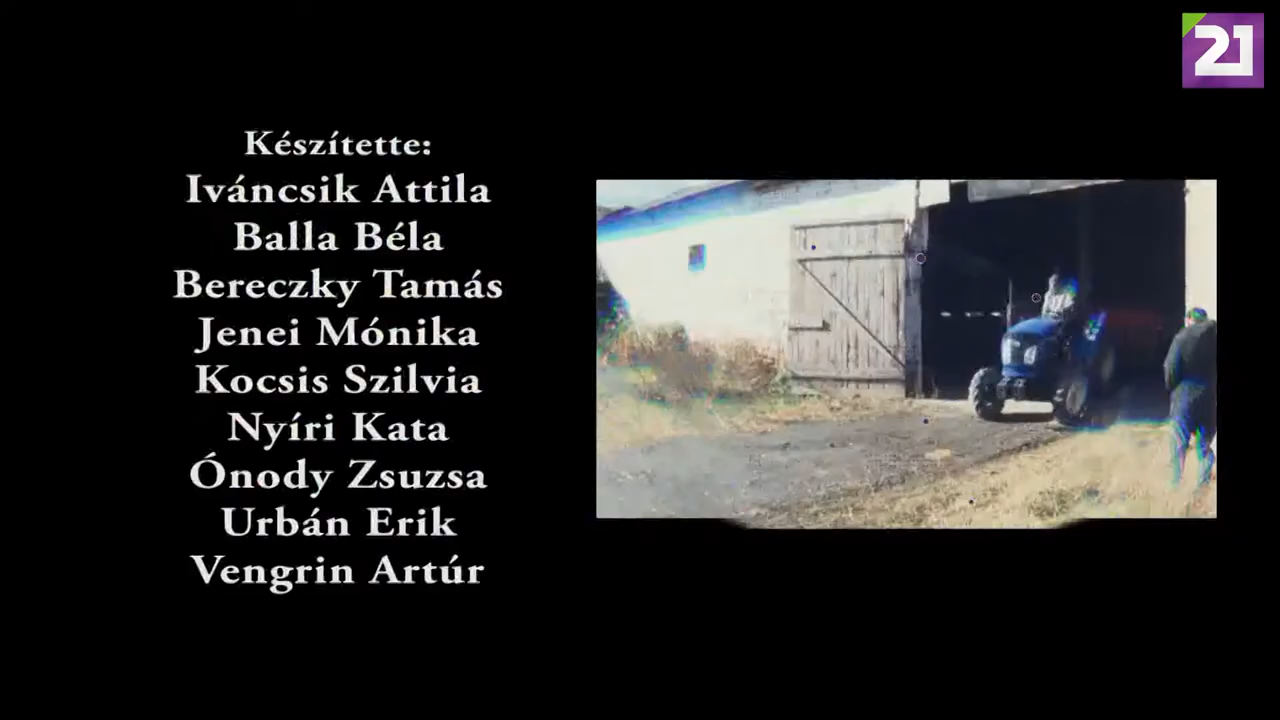 21
Készítette:
Iváncsik Attila
Balla Béla
Bereczky Tamás
Jenei Mónika
Kocsis Szilvia
Nyíri Kata
Ónody Zsuzsa
Urbán Erik
Vengrin Artúr